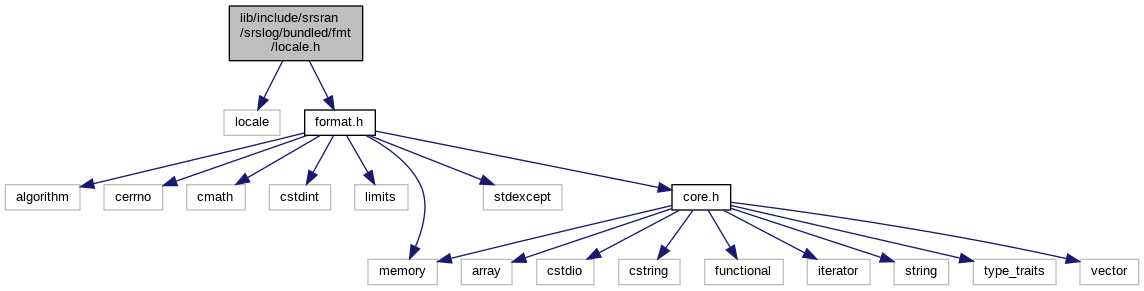 lib/include/srsran
/srslog/bundled/fmt
/locale.h
locale
format.h
algorithm
cerrno
cmath
cstdint
limits
stdexcept
core.h
memory
array
cstdio
cstring
functional
iterator
string
type_traits
vector